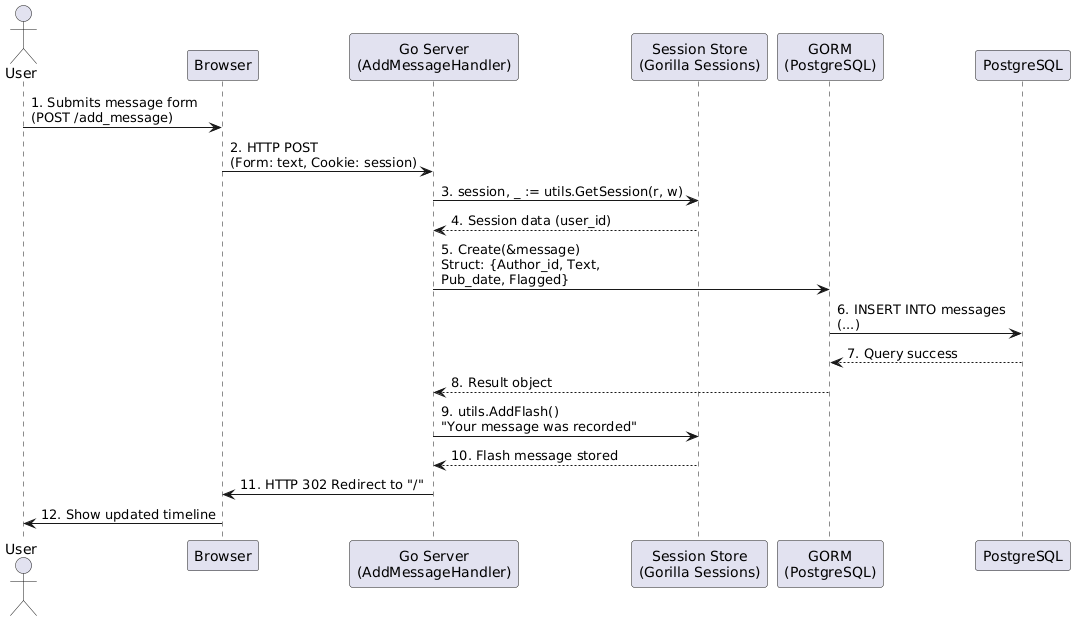 User
Browser
Go Server
(AddMessageHandler)
Session Store
(Gorilla Sessions)
GORM
(PostgreSQL)
PostgreSQL
1. Submits message form
(POST /add_message)
2. HTTP POST
(Form: text, Cookie: session)
3. session, _ := utils.GetSession(r, w)
4. Session data (user_id)
5. Create(&message)
Struct: {Author_id, Text,
Pub_date, Flagged}
6. INSERT INTO messages
(...)
7. Query success
8. Result object
9. utils.AddFlash()
"Your message was recorded"
10. Flash message stored
11. HTTP 302 Redirect to "/"
12. Show updated timeline
User
Browser
Go Server
(AddMessageHandler)
Session Store
(Gorilla Sessions)
GORM
(PostgreSQL)
PostgreSQL